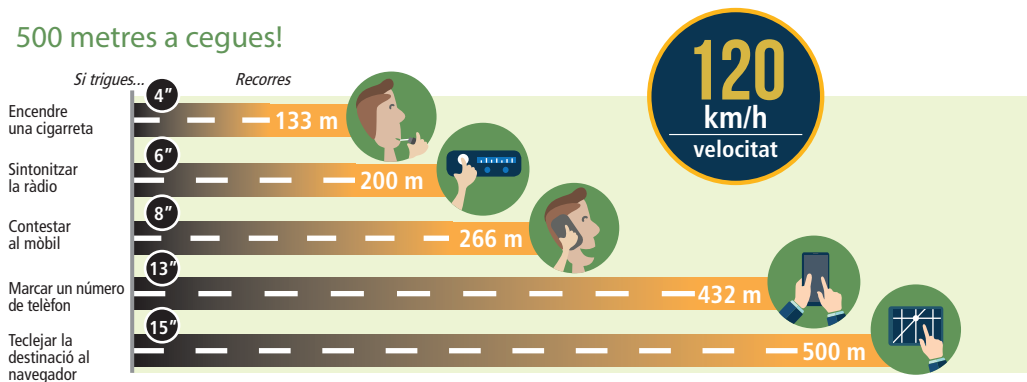 500 metres a cegues!
120
km/h
velocitat
Si trigues...
Recorres
Encendre
una cigarreta
4”
133 m
Sintonitzar
la ràdio
6”
200 m
Contestar
al mòbil
8”
266 m
Marcar un número
de telèfon
13”
432 m
Teclejar la
destinació al
navegador
15”
500 m